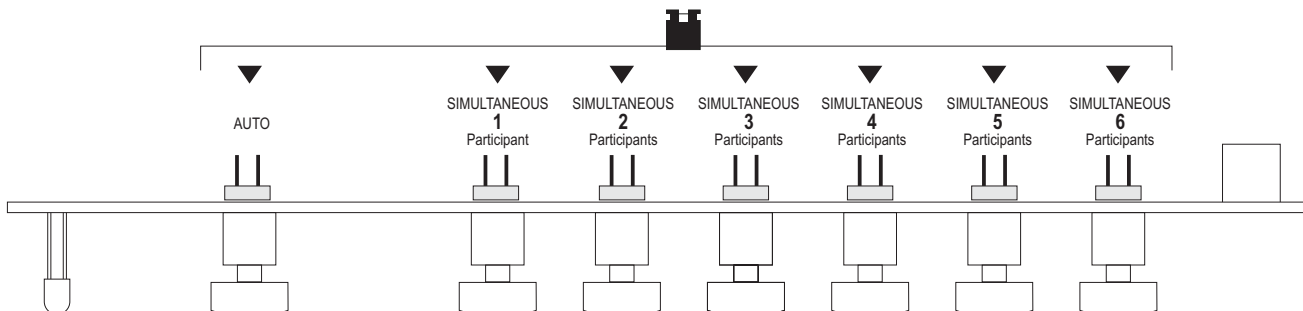 AUTO
SIMULTANEOUS
1
Participant
SIMULTANEOUS
2
Participants
SIMULTANEOUS
3
Participants
SIMULTANEOUS
4
Participants
SIMULTANEOUS
5
Participants
SIMULTANEOUS
6
Participants